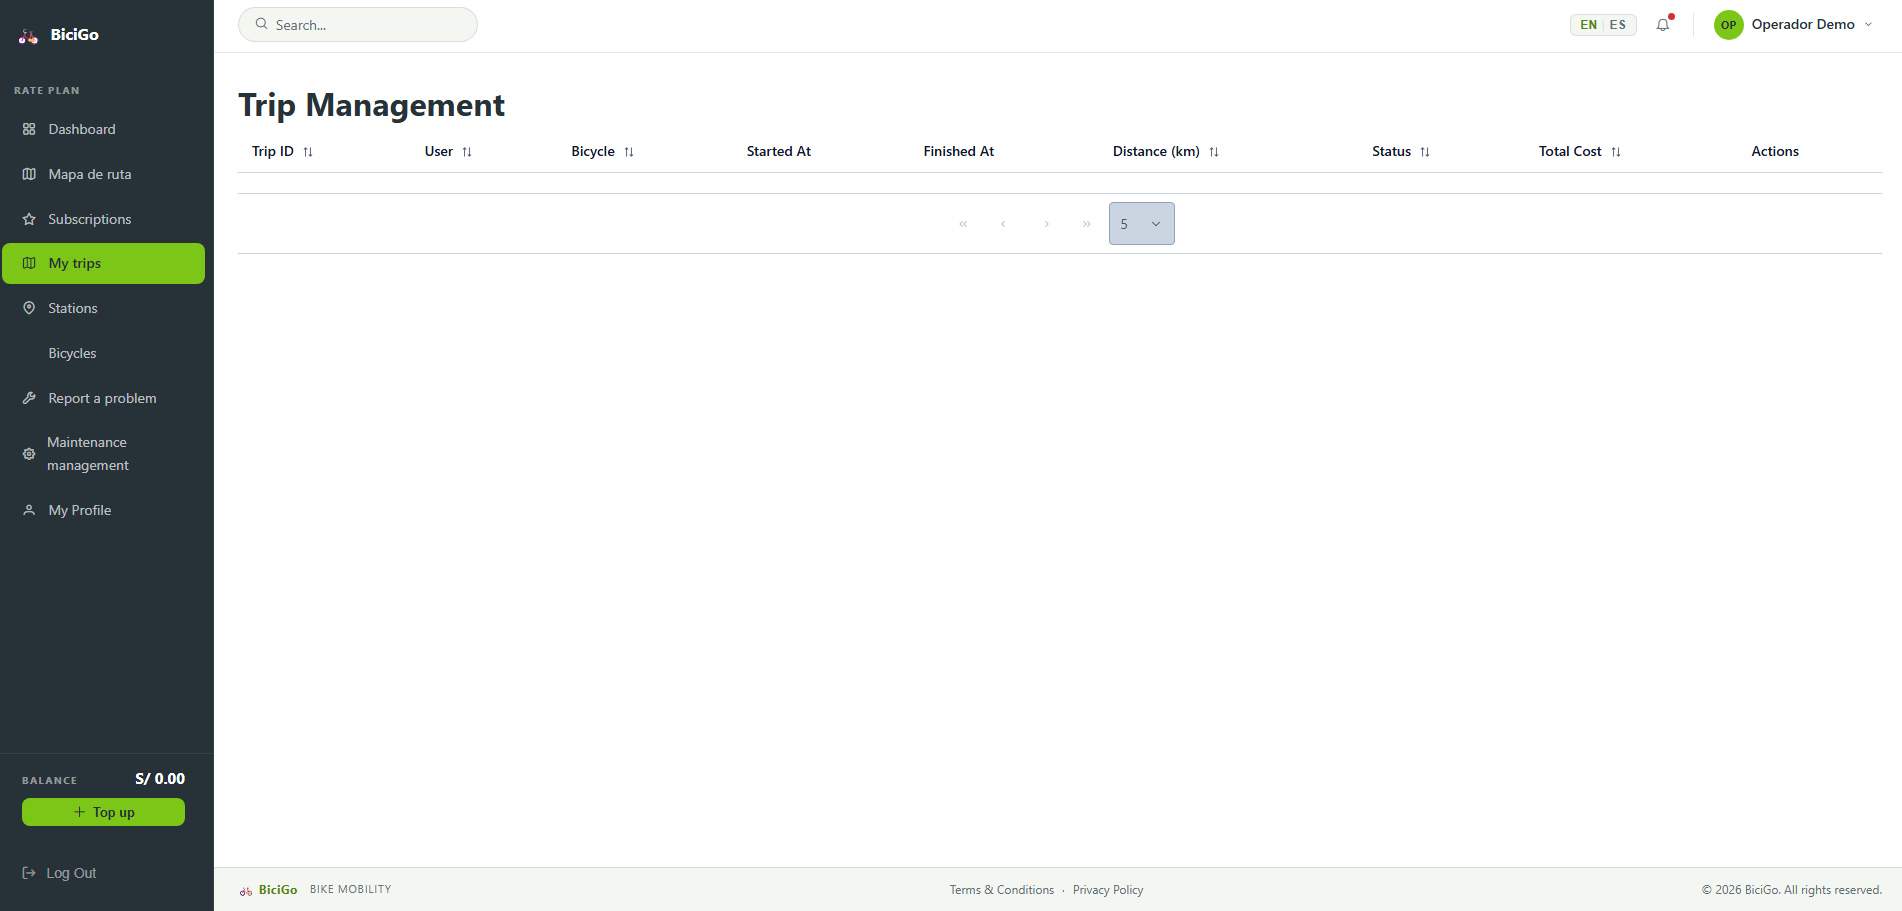 BiciGo
Search...
EN | ES
OP
Operador Demo
RATE PLAN
Dashboard
Mapa de ruta
Subscriptions
My trips
Stations
Bicycles
Report a problem
Maintenance
management
My Profile
BALANCE S/ 0.00
+ Top up
Log Out
Trip Management
Trip ID User Bicycle Started At Finished At Distance (km) Status Total Cost Actions
« ‹ › » 5
BiciGo BIKE MOBILITY
Terms & Conditions · Privacy Policy
© 2026 BiciGo. All rights reserved.